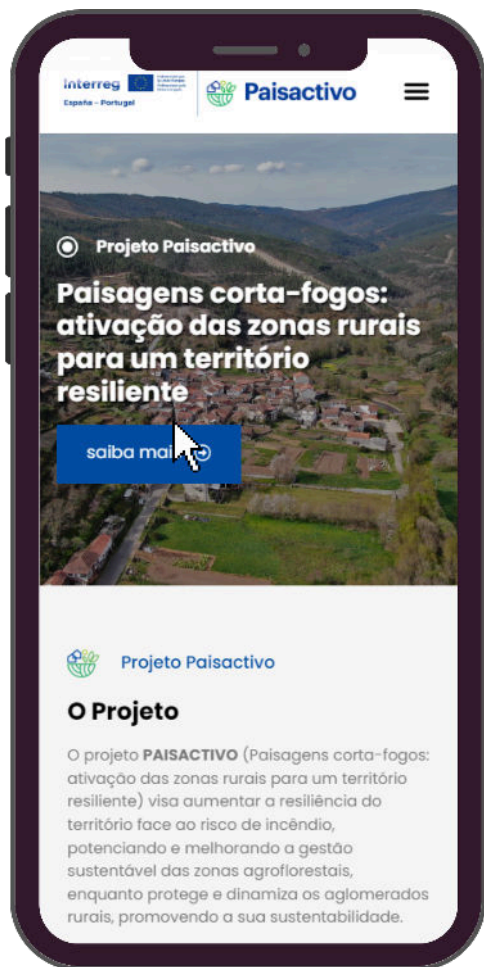 Interreg
España – Portugal
Paisactivo
Projeto Paisactivo
Paisagens corta-fogos:
ativação das zonas rurais
para um território
resiliente
saiba mai
Projeto Paisactivo
O Projeto
O projeto PAISACTIVO (Paisagens corta-fogos:
ativação das zonas rurais para um território
resiliente) visa aumentar a resiliência do
território face ao risco de incêndio,
potenciando e melhorando a gestão
sustentável das zonas agroflorestais,
enquanto protege e dinamiza os aglomerados
rurais, promovendo a sua sustentabilidade.